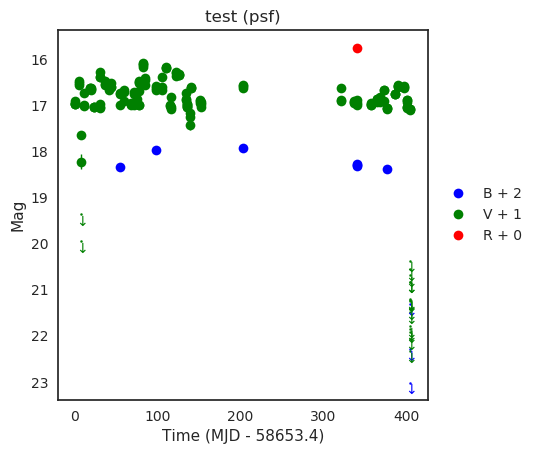 test (psf)
16
17
18
19
20
21
22
23
Mag
0
100
200
300
400
Time (MJD - 58653.4)
B + 2
V + 1
R + 0